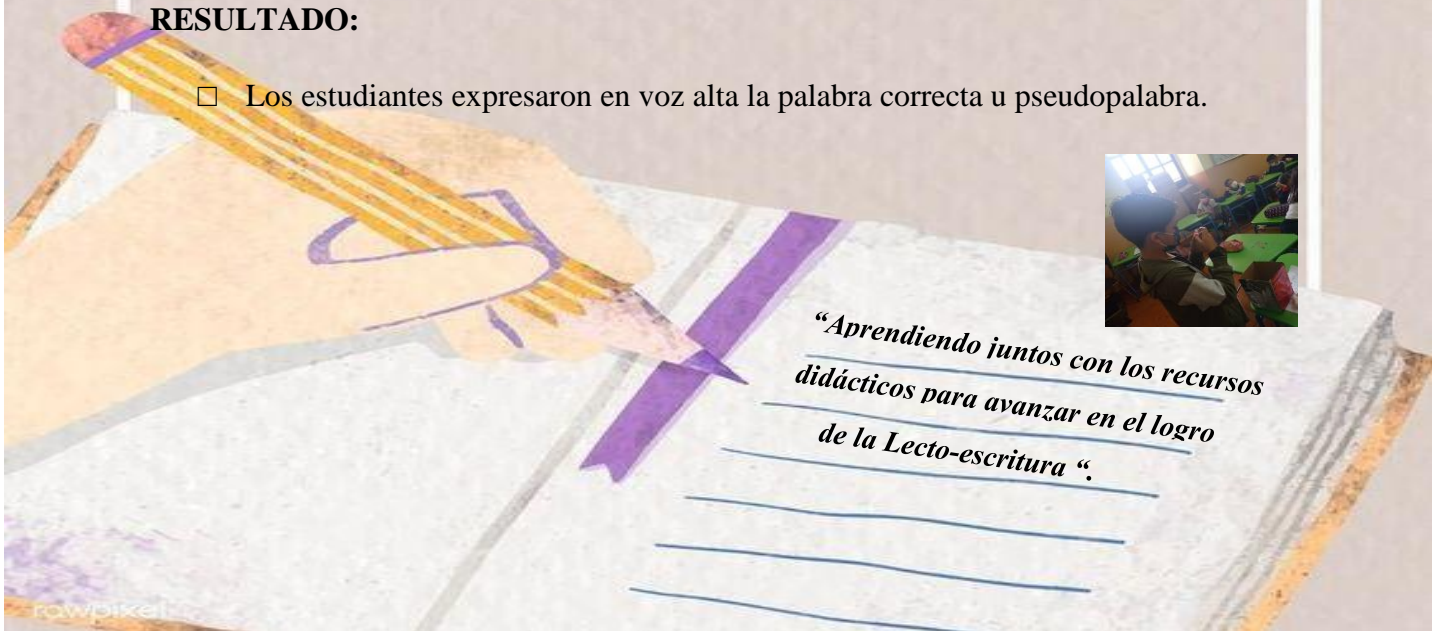 RESULTADO:
□ Los estudiantes expresaron en voz alta la palabra correcta u pseudopalabra.
“Aprendiendo juntos con los recursos
didácticos para avanzar en el logro
de la Lecto-escritura “.
rawpixel